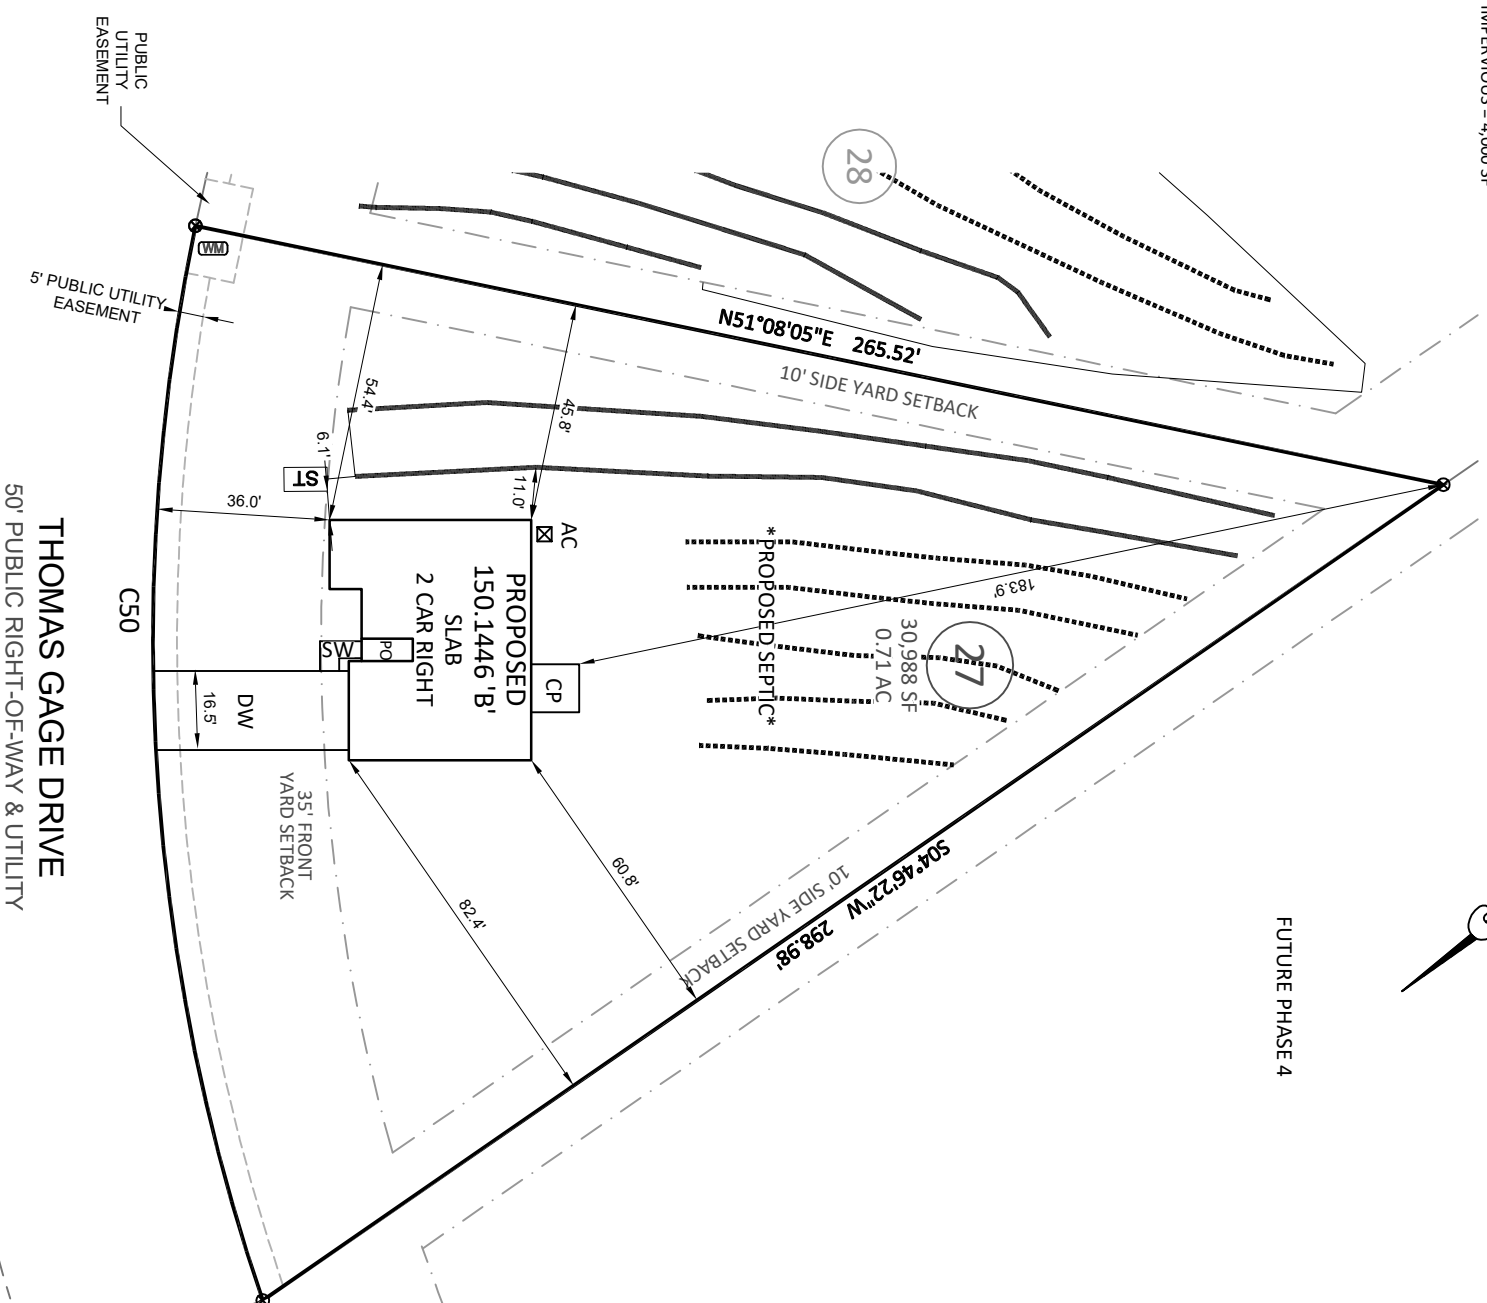 IMPERVIOUS = 4,000 SF
PUBLIC
UTILITY
EASEMENT
28
WM
5' PUBLIC UTILITY
EASEMENT
N51°08'05"E 265.52'
10' SIDE YARD SETBACK
54.4'
45.8'
6.1'
11.0'
ST
36.0'
AC
*PROPOSED SEPTIC*
183.9'
27
30,988 SF
0.71 AC
PROPOSED
150.1446 'B'
SLAB
2 CAR RIGHT
PO
SW
CP
DW
16.5'
C50
THOMAS GAGE DRIVE
50' PUBLIC RIGHT-OF-WAY & UTILITY
35' FRONT
YARD SETBACK
60.8'
82.4'
10' SIDE YARD SETBACK
S04°46'22"W 298.98'
FUTURE PHASE 4